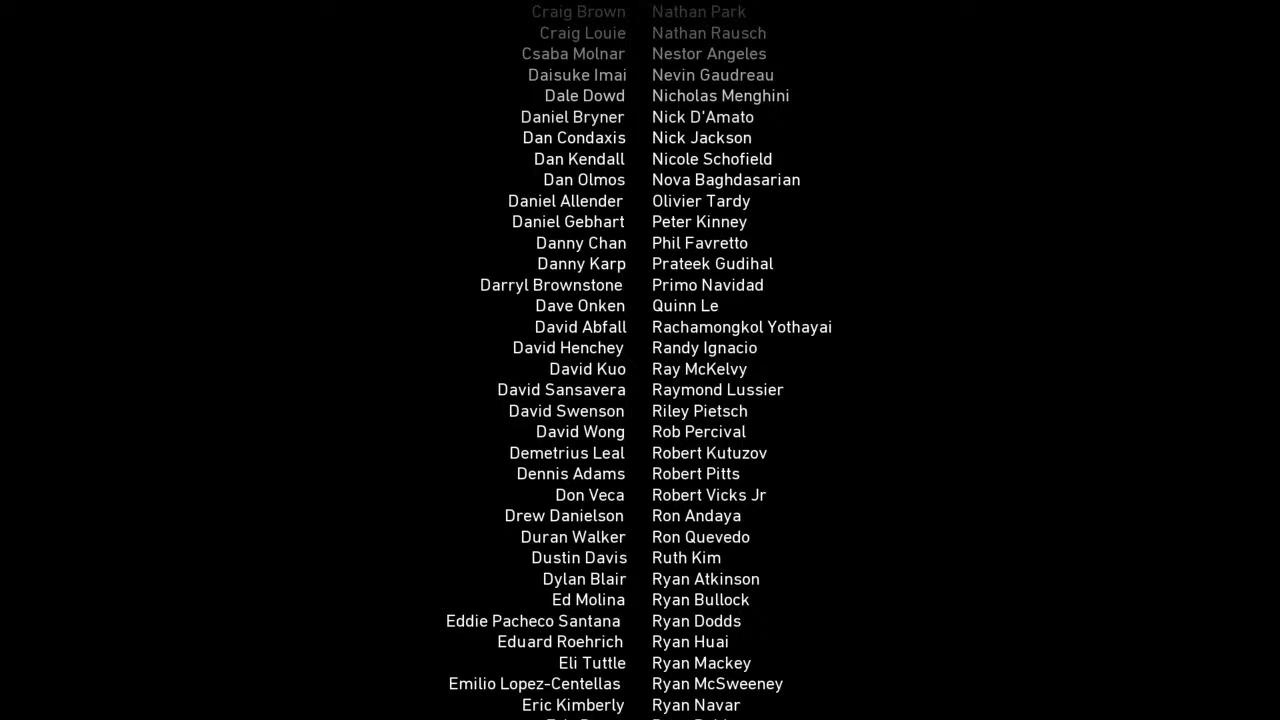 Craig Brown Nathan Park
Craig Louie Nathan Rausch
Csaba Molnar Nestor Angeles
Daisuke Imai Nevin Gaudreau
Dale Dowd Nicholas Menghini
Daniel Bryner Nick D'Amato
Dan Condaxis Nick Jackson
Dan Kendall Nicole Schofield
Dan Olmos Nova Baghdasarian
Daniel Allender Olivier Tardy
Daniel Gebhart Peter Kinney
Danny Chan Phil Favretto
Danny Karp Prateek Gudihal
Darryl Brownstone Primo Navidad
Dave Onken Quinn Le
David Abfall Rachamongkol Yothayai
David Henchey Randy Ignacio
David Kuo Ray McKelvy
David Sansavera Raymond Lussier
David Swenson Riley Pietsch
David Wong Rob Percival
Demetrius Leal Robert Kutuzov
Dennis Adams Robert Pitts
Don Veca Robert Vicks Jr
Drew Danielson Ron Andaya
Duran Walker Ron Quevedo
Dustin Davis Ruth Kim
Dylan Blair Ryan Atkinson
Ed Molina Ryan Bullock
Eddie Pacheco Santana Ryan Dodds
Eduard Roehrich Ryan Huai
Eli Tuttle Ryan Mackey
Emilio Lopez-Centellas Ryan McSweeney
Eric Kimberly Ryan Navar